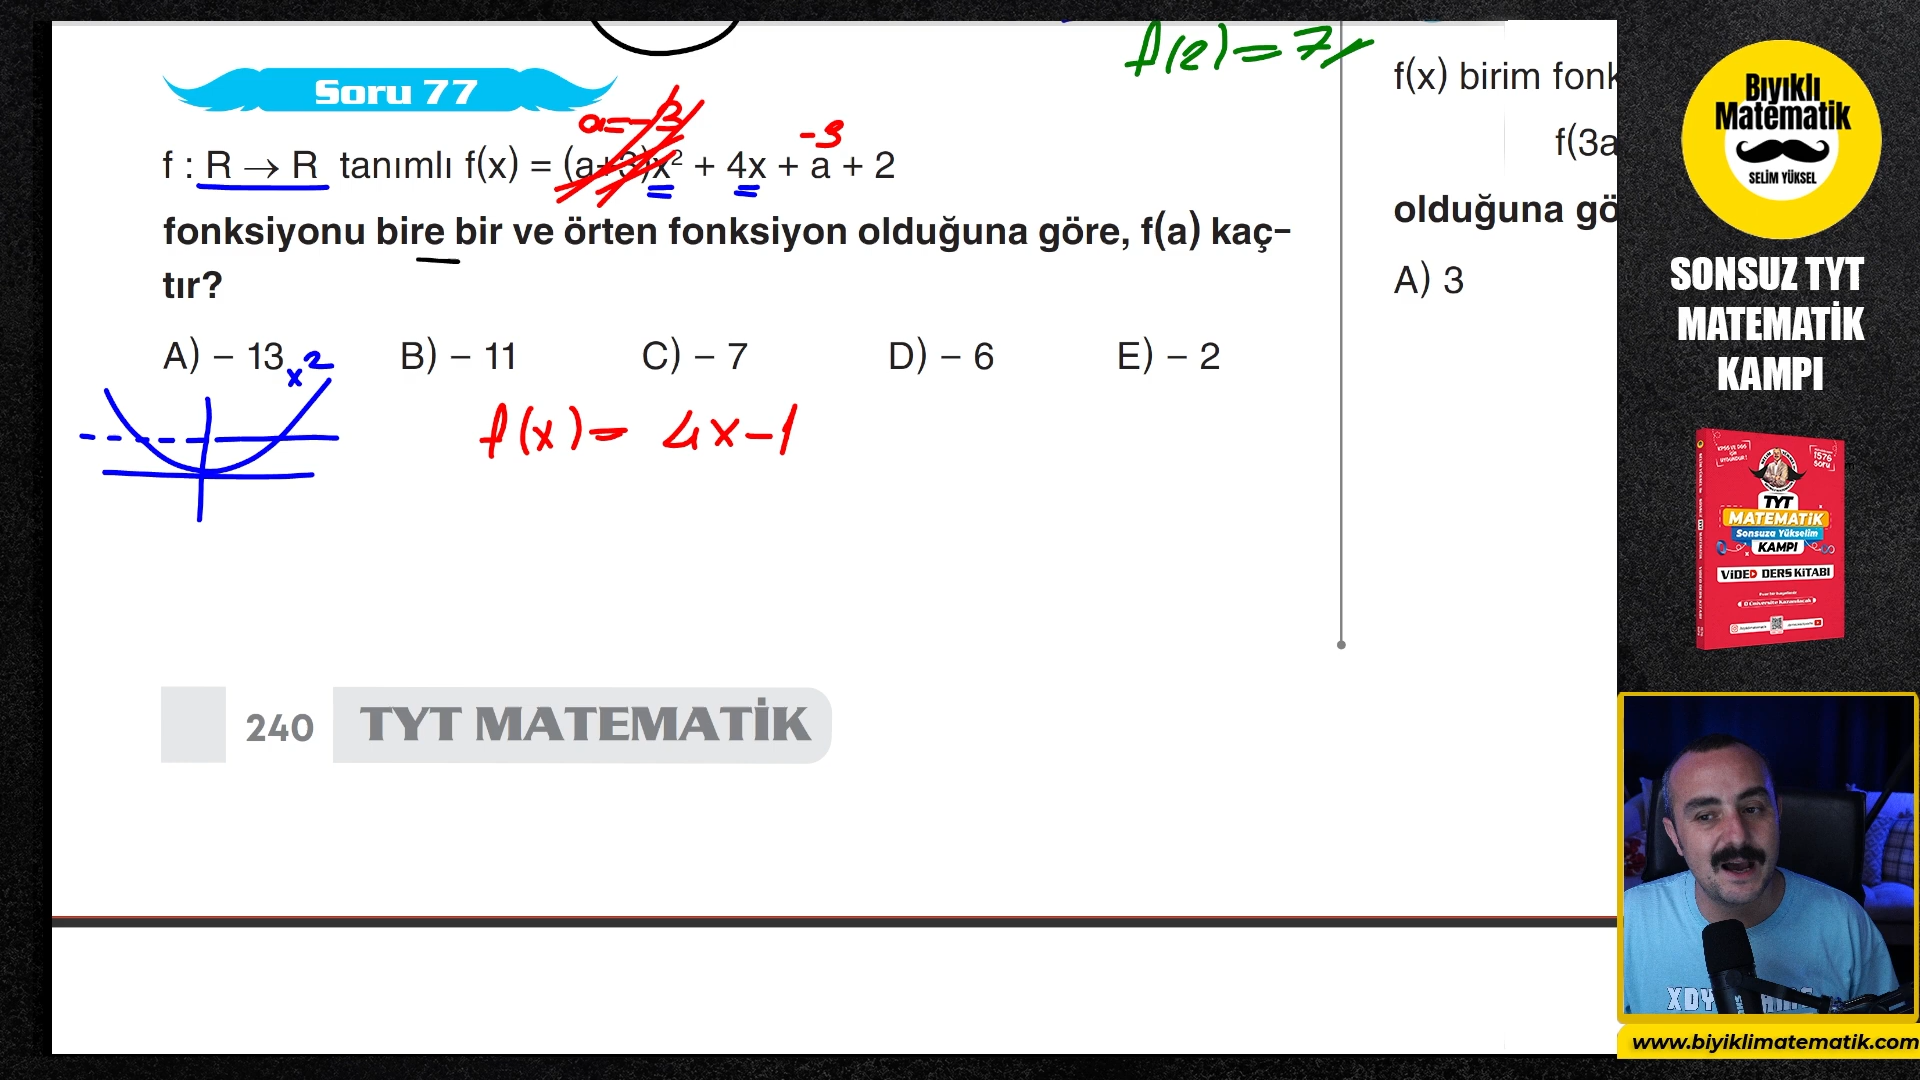 f(2) = 7
Soru 77
a = -3
-3
f : R → R tanımlı f(x) = (a+3)x² + 4x + a + 2
fonksiyonu bire bir ve örten fonksiyon olduğuna göre, f(a) kaç-
tır?
A) – 13 B) – 11 C) – 7 D) – 6 E) – 2
x²
f(x) = 4x-1
240 TYT MATEMATİK
f(x) birim fonk
f(3a
olduğuna gö
A) 3
Bıyıklı
Matematik
SELİM YÜKSEL
SONSUZ TYT
MATEMATİK
KAMPI
1576
soru
TYT
MATEMATİK
Sonsuza Yükselim
KAMPI
VİDEO DERS KİTABI
www.biyiklimatematik.com